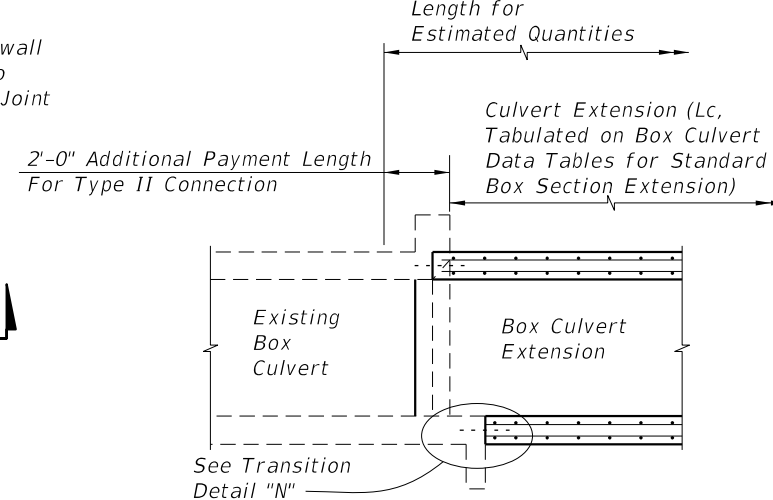 Length for
Estimated Quantities
wall
Joint
Culvert Extension (Lc,
Tabulated on Box Culvert
Data Tables for Standard
Box Section Extension)
2'-0" Additional Payment Length
For Type II Connection
Existing
Box
Culvert
Box Culvert
Extension
See Transition
Detail "N"